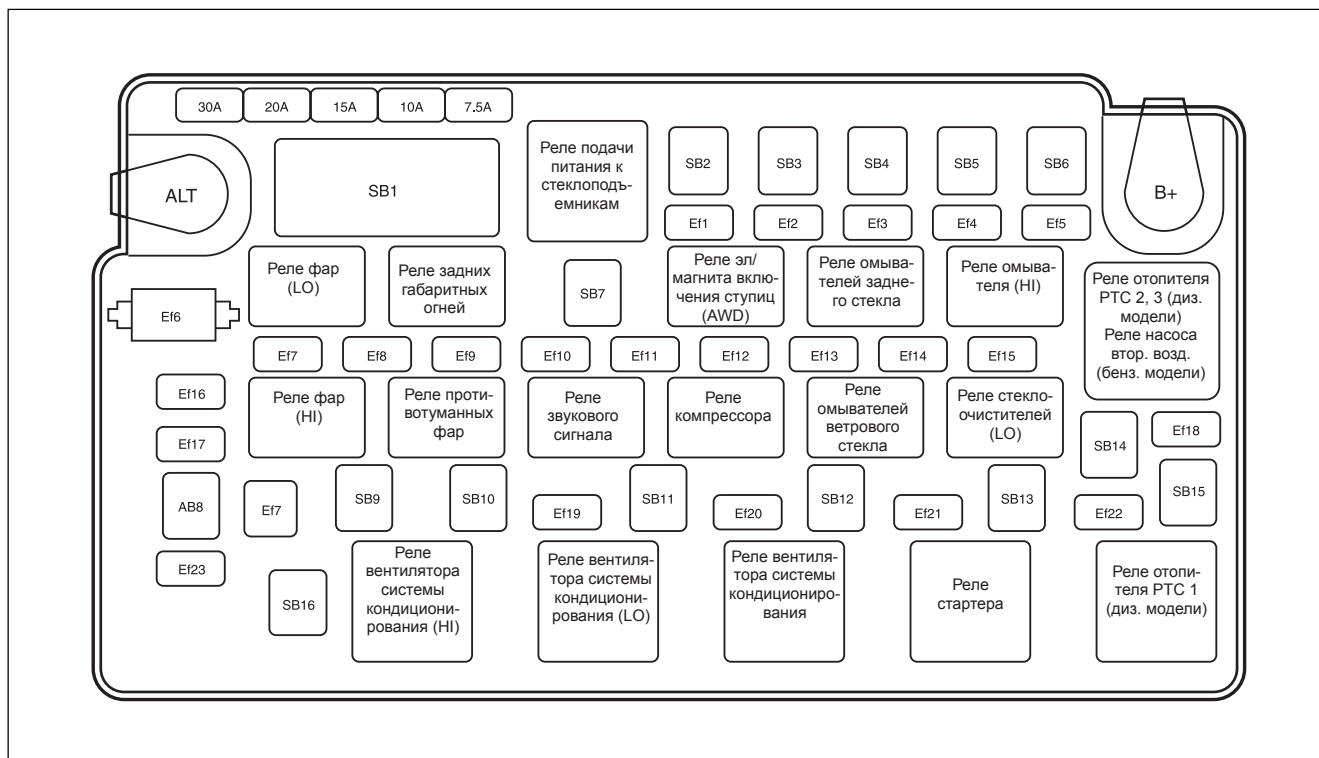 30A 20A 15A 10A 7.5A
ALT
SB1
Реле подачи
питания к
стеклоподъ-
емникам
SB2 SB3 SB4 SB5 SB6
B+
Ef1 Ef2 Ef3 Ef4 Ef5
Реле фар
(LO)
Реле задних
габаритных
огней
SB7
Реле эл/
магнита вклю-
чения ступиц
(AWD)
Реле омыва-
телей задне-
го стекла
Реле омыва-
теля (HI)
Реле отопителя
PTC 2, 3 (диз.
модели)
Реле насоса
втор. возд.
(бенз. модели)
Ef6
Ef7 Ef8 Ef9 Ef10 Ef11 Ef12 Ef13 Ef14 Ef15
Ef16
Ef17
Реле фар
(HI)
Реле проти-
вотуманных
фар
Реле
звукового
сигнала
Реле
компрессора
Реле
омывателей
ветрового
стекла
Реле стекло-
очистителей
(LO)
SB14
Ef18
AB8
Ef7
SB9
SB10
Ef19
SB11
Ef20
SB12
Ef21
SB13
Ef22
SB15
Ef23
SB16
Реле
вентилятора
системы
кондициони-
рования (HI)
Реле вентиля-
тора системы
кондициони-
рования (LO)
Реле вентиля-
тора системы
кондициониро-
вания
Реле
стартера
Реле отопи-
теля PTC 1
(диз. модели)